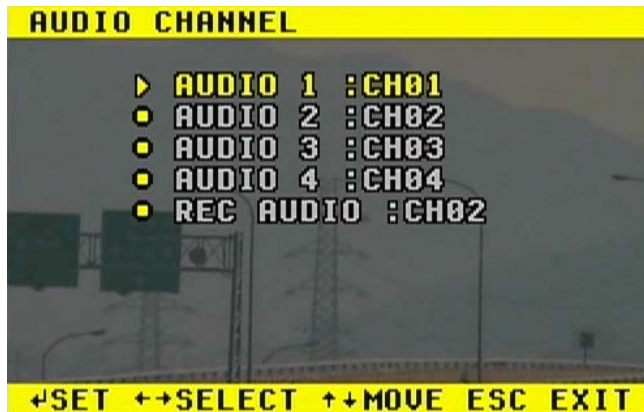 AUDIO CHANNEL
AUDIO 1 :CH01
AUDIO 2 :CH02
AUDIO 3 :CH03
AUDIO 4 :CH04
REC AUDIO :CH02
↵SET ←→SELECT ↑↓MOVE ESC EXIT